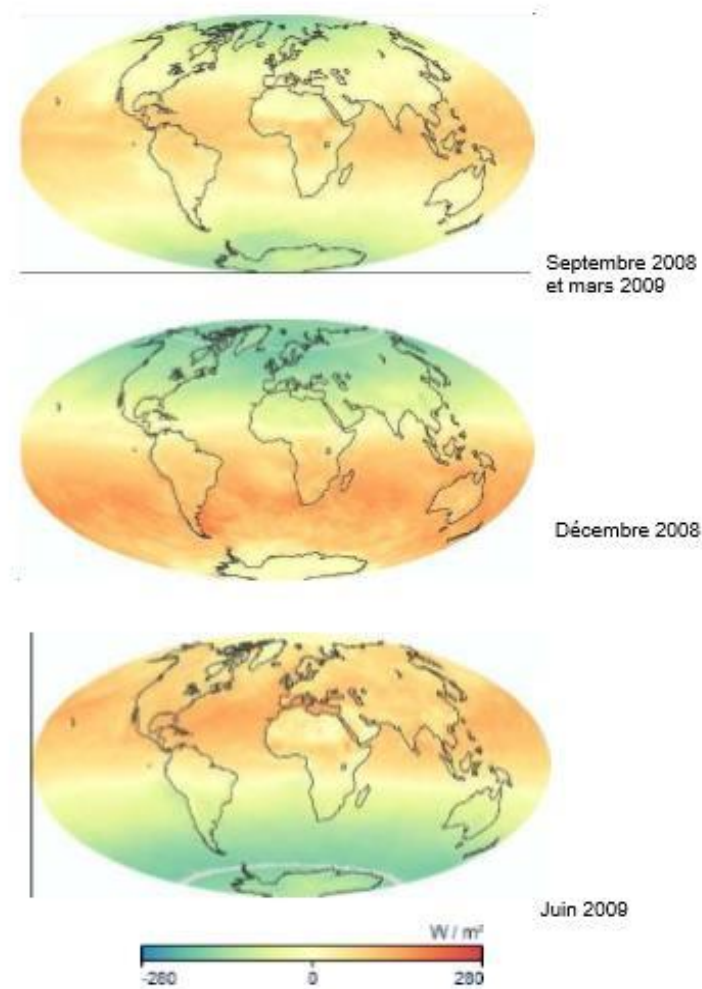 Septembre 2008
et mars 2009
Décembre 2008
Juin 2009
W / m²
-280 0 280